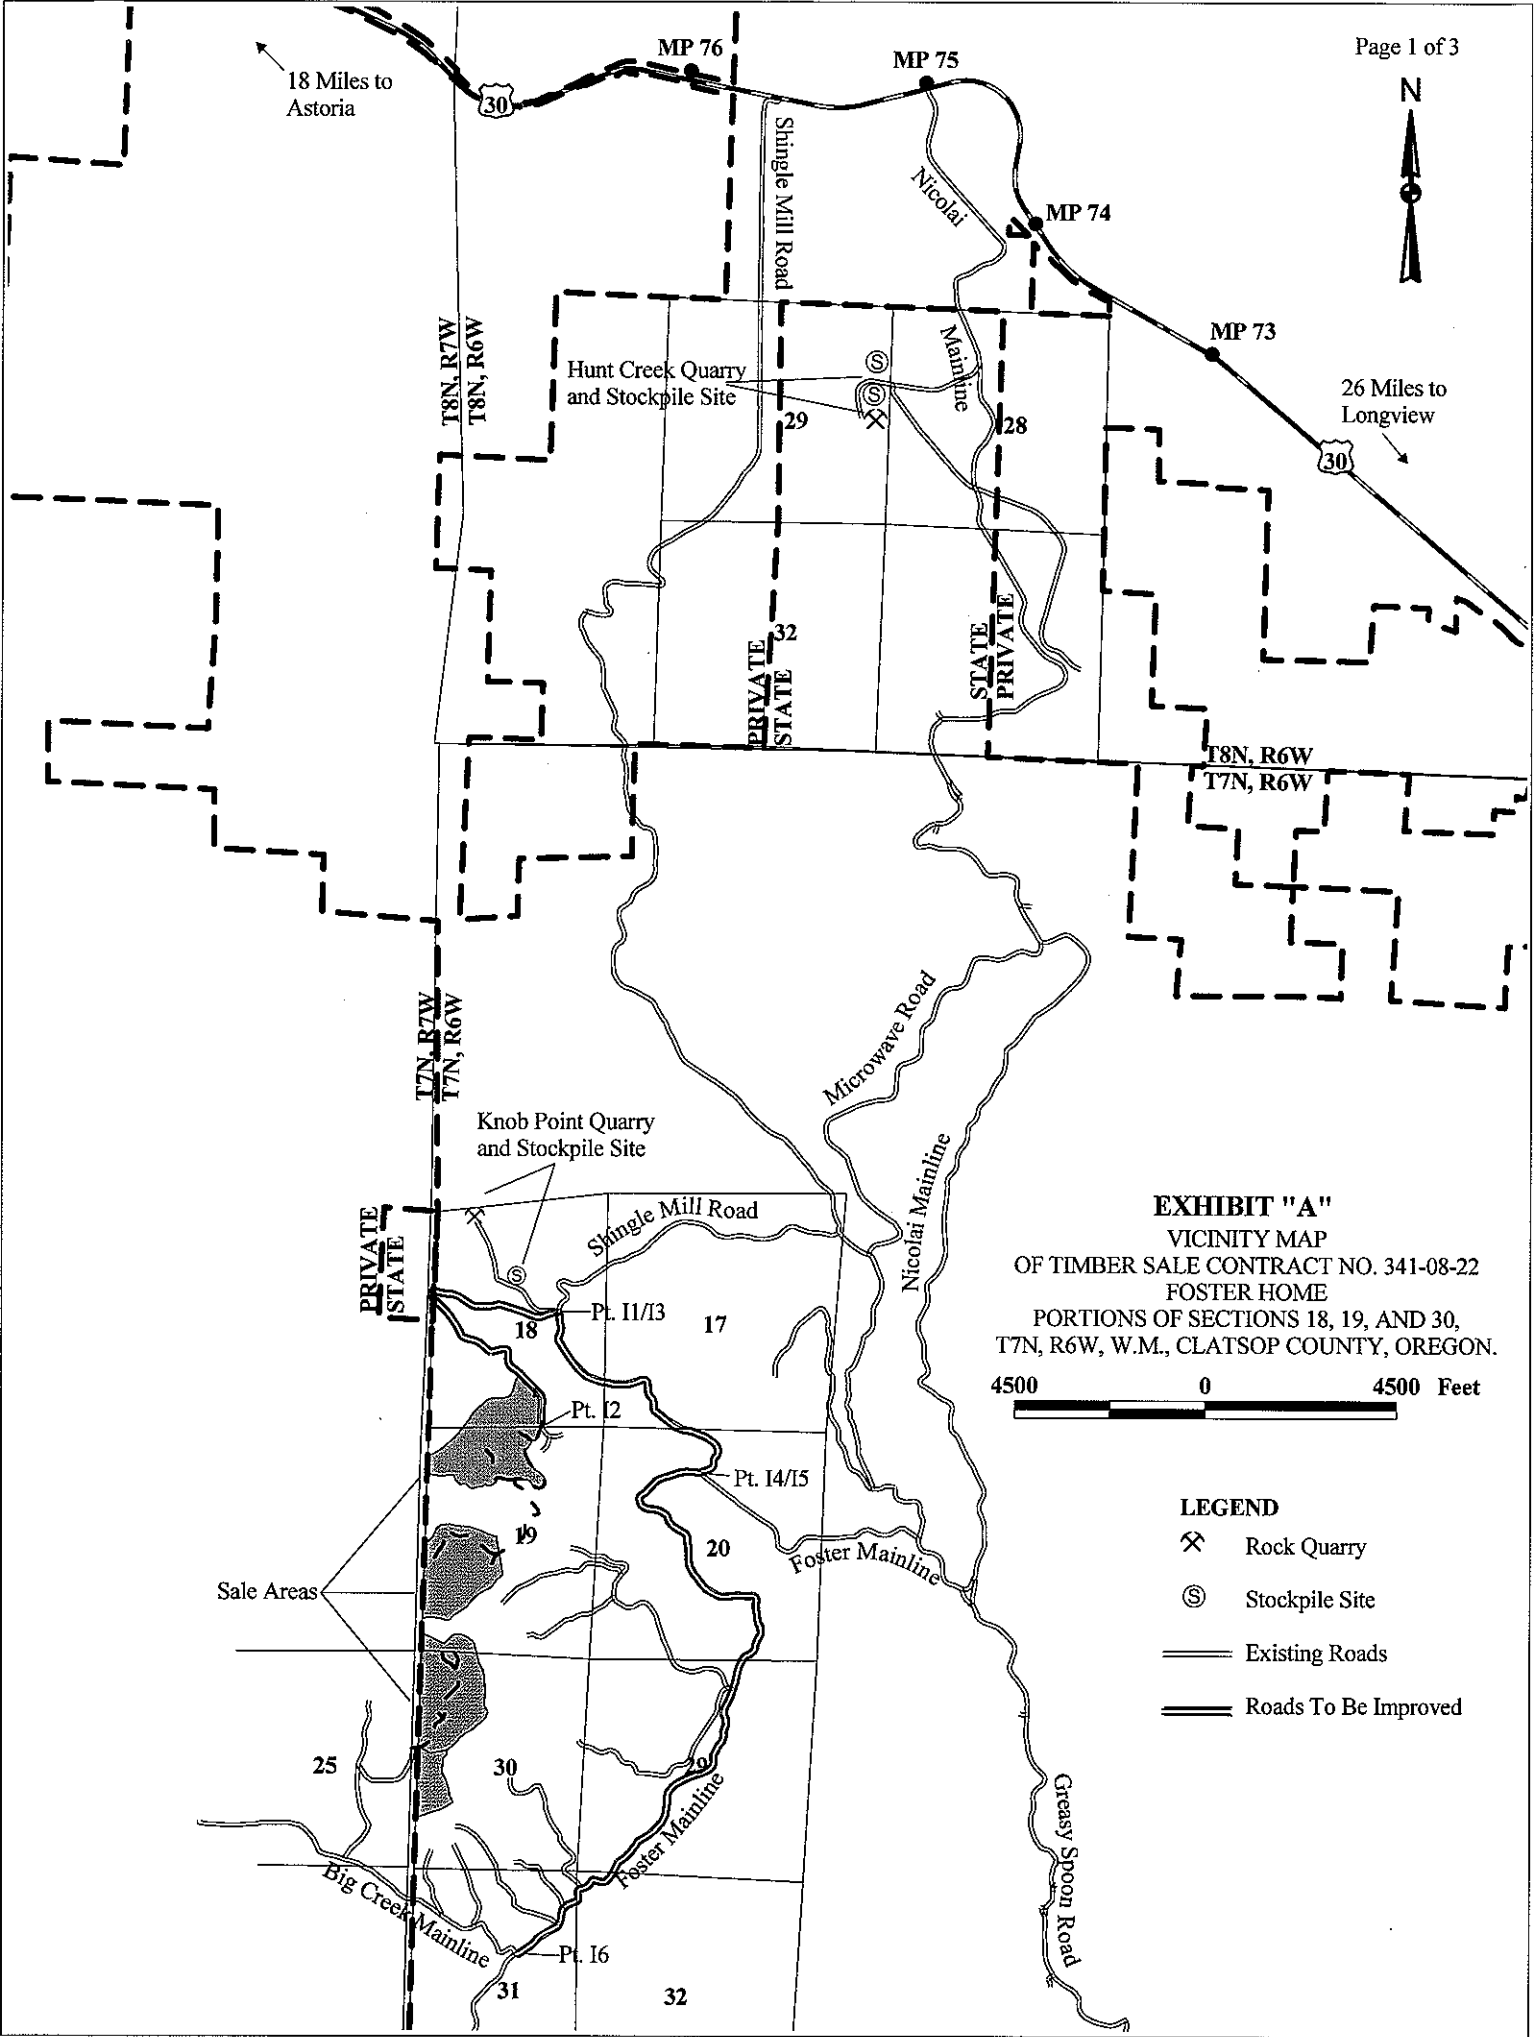 Page 1 of 3
N
18 Miles to
Astoria
30
MP 76
MP 75
MP 74
MP 73
Shingle Mill Road
Nicolai
Mainline
T8N, R7W
T8N, R6W
Hunt Creek Quarry
and Stockpile Site
S
S
29
28
26 Miles to
Longview
30
32
PRIVATE
STATE
STATE
PRIVATE
T8N, R6W
T7N, R6W
T7N, R7W
T7N, R6W
Microwave Road
Nicolai Mainline
Knob Point Quarry
and Stockpile Site
Shingle Mill Road
PRIVATE
STATE
S
Pt. I1/I3
18
17
Pt. I2
Pt. I4/I5
19
20
Foster Mainline
Sale Areas
25
30
29
Foster Mainline
Big Creek Mainline
Pt. I6
31
32
Greasy Spoon Road
EXHIBIT "A"
VICINITY MAP
OF TIMBER SALE CONTRACT NO. 341-08-22
FOSTER HOME
PORTIONS OF SECTIONS 18, 19, AND 30,
T7N, R6W, W.M., CLATSOP COUNTY, OREGON.
4500 0 4500 Feet
LEGEND
Rock Quarry
S Stockpile Site
Existing Roads
Roads To Be Improved